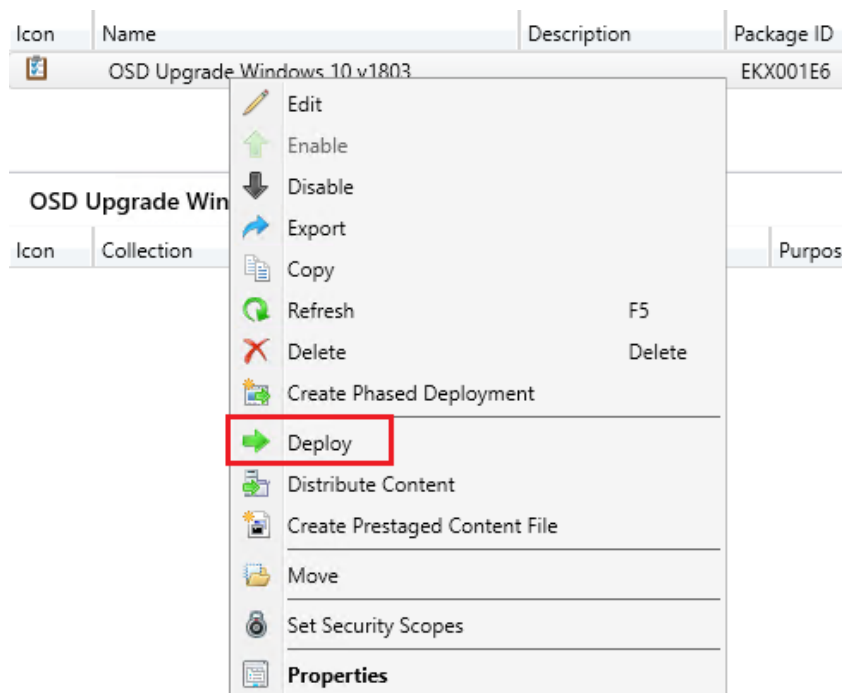 Icon Name Description Package ID
OSD Upgrade Windows 10 v1803 EKX001E6
Edit
Enable
Disable
OSD Upgrade Win
Export
Icon Collection Purpos
Copy
Refresh F5
Delete Delete
Create Phased Deployment
Deploy
Distribute Content
Create Prestaged Content File
Move
Set Security Scopes
Properties